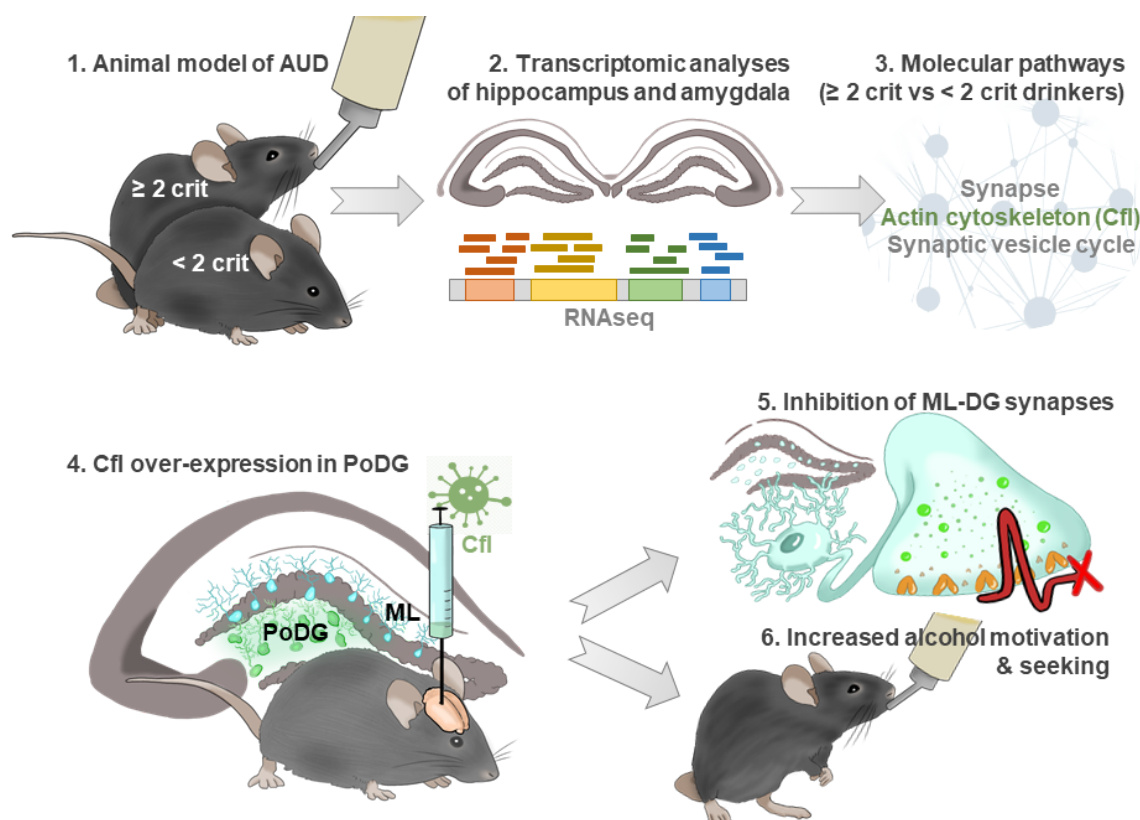 1. Animal model of AUD
≥ 2 crit
< 2 crit
2. Transcriptomic analyses
of hippocampus and amygdala
RNAseq
3. Molecular pathways
(≥ 2 crit vs < 2 crit drinkers)
Synapse
Actin cytoskeleton (Cfl)
Synaptic vesicle cycle
4. Cfl over-expression in PoDG
Cfl
ML
PoDG
5. Inhibition of ML-DG synapses
6. Increased alcohol motivation
& seeking